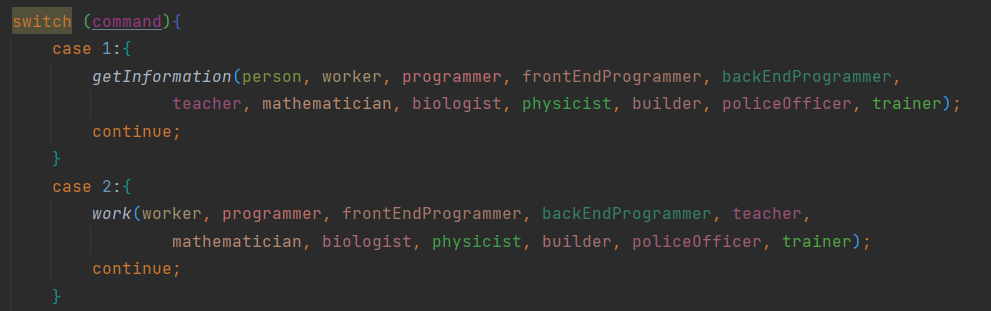 switch (command){
case 1:{
getInformation(person, worker, programmer, frontEndProgrammer, backEndProgrammer,
teacher, mathematician, biologist, physicist, builder, policeOfficer, trainer);
continue;
}
case 2:{
work(worker, programmer, frontEndProgrammer, backEndProgrammer, teacher,
mathematician, biologist, physicist, builder, policeOfficer, trainer);
continue;
}